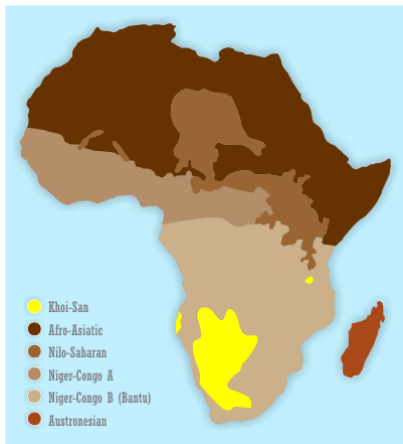 Khoi-San
Afro-Asiatic
Nilo-Saharan
Niger-Congo A
Niger-Congo B (Bantu)
Austronesian